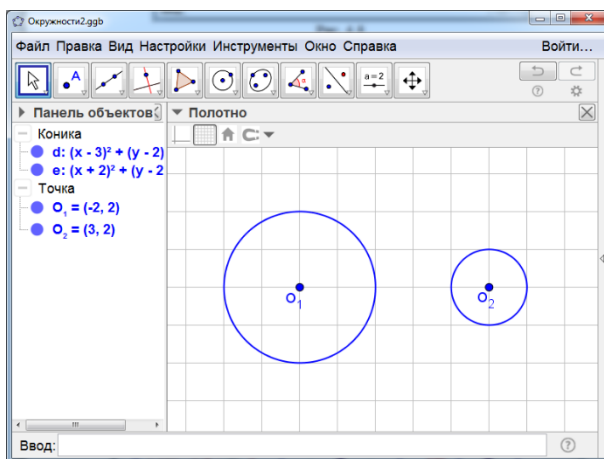 Окружности2.ggb
Файл Правка Вид Настройки Инструменты Окно Справка Войти...
A a=2
Панель объектов Полотно
Коника
d: (x - 3)² + (y - 2)
e: (x + 2)² + (y - 2
Точка
O₁ = (-2, 2)
O₂ = (3, 2)
O₁ O₂
Ввод: